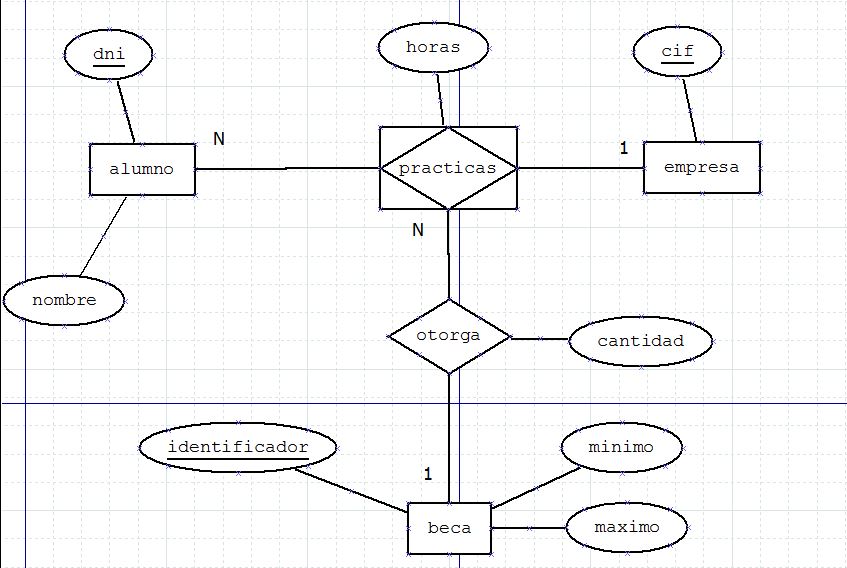 horas
dni
cif
N
1
alumno
practicas
empresa
N
nombre
otorga
cantidad
identificador
minimo
1
beca
maximo